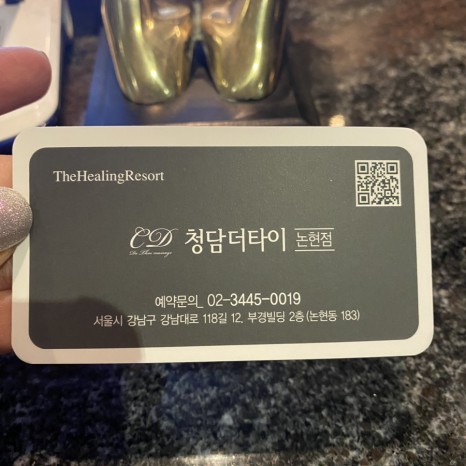 TheHealingResort
CD 청담더타이 논현점
예약문의_ 02-3445-0019
서울시 강남구 강남대로 118길 12, 부경빌딩 2층(논현동 183)